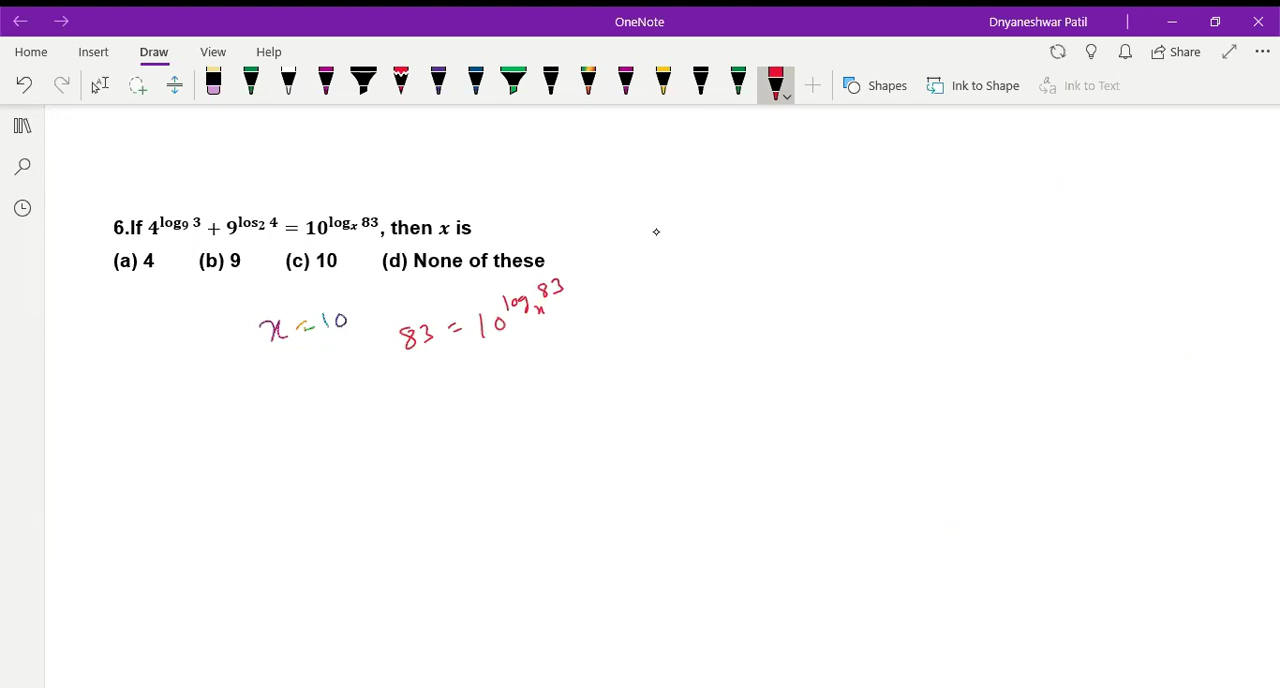 OneNote
Dnyaneshwar Patil
Home Insert Draw View Help
Share
Shapes Ink to Shape Ink to Text
6.If 4^{log₉ 3} + 9^{los₂ 4} = 10^{logₓ 83}, then x is
(a) 4 (b) 9 (c) 10 (d) None of these
x = 10 83 = 10^{logₓ 83}